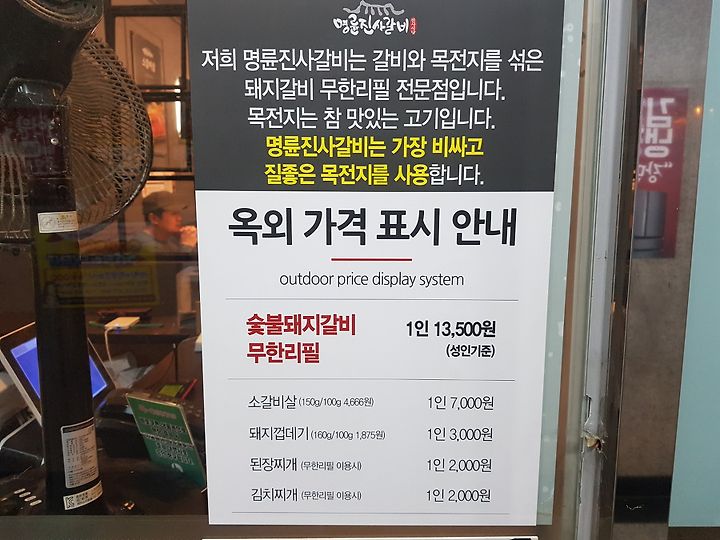 명륜진사갈비
저희 명륜진사갈비는 갈비와 목전지를 섞은
돼지갈비 무한리필 전문점입니다.
목전지는 참 맛있는 고기입니다.
명륜진사갈비는 가장 비싸고
질좋은 목전지를 사용합니다.
옥외 가격 표시 안내
outdoor price display system
숯불돼지갈비 1인 13,500원
무한리필 (성인기준)
소갈비살 (150g/100g 4,666원) 1인 7,000원
돼지껍데기 (160g/100g 1,875원) 1인 3,000원
된장찌개 (무한리필 이용시) 1인 2,000원
김치찌개 (무한리필 이용시) 1인 2,000원